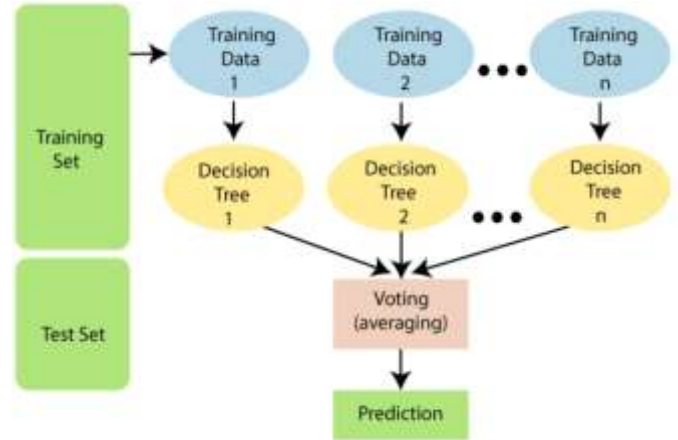 Training
Data
1
Training
Data
2
Training
Data
n
Training
Set
Decision
Tree
1
Decision
Tree
2
Decision
Tree
n
Test Set
Voting
(averaging)
Prediction